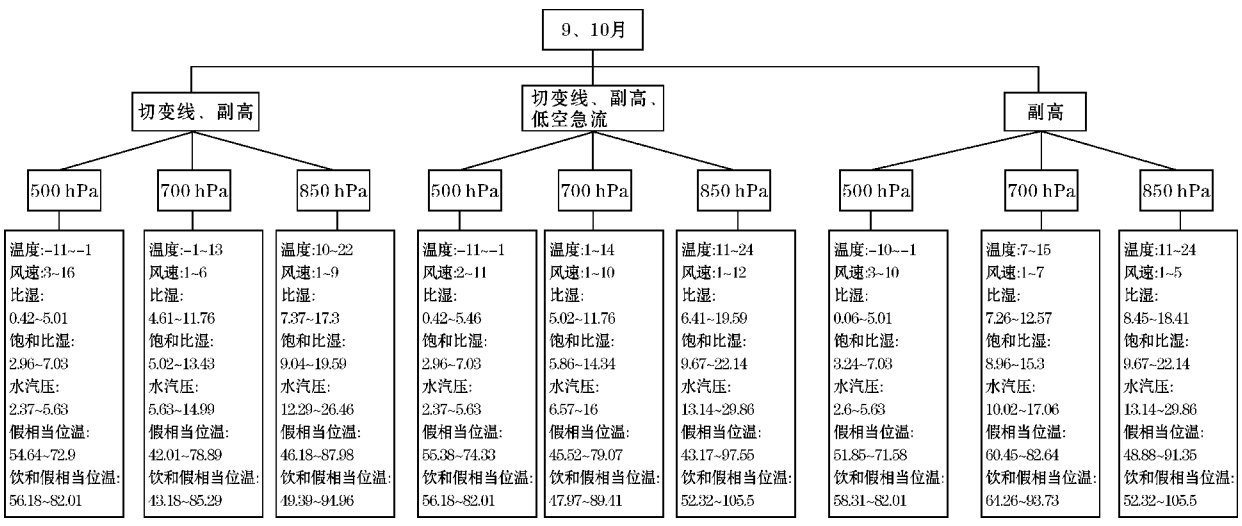 9、10月
切变线、副高
切变线、副高、
低空急流
副高
500 hPa
700 hPa
850 hPa
500 hPa
700 hPa
850 hPa
500 hPa
700 hPa
850 hPa
温度:-11~-1
风速:3~16
比湿:
0.42~5.01
饱和比湿:
2.96~7.03
水汽压:
2.37~5.63
假相当位温:
54.64~72.9
饮和假相当位温:
56.18~82.01
温度:-1~13
风速:1~6
比湿:
4.61~11.76
饱和比湿:
5.02~13.43
水汽压:
5.63~14.99
假相当位温:
42.01~78.89
饮和假相当位温:
43.18~85.29
温度:10~22
风速:1~9
比湿:
7.37~17.3
饱和比湿:
9.04~19.59
水汽压:
12.29~26.46
假相当位温:
46.18~87.98
饮和假相当位温:
49.39~94.96
温度:-11~-1
风速:2~11
比湿:
0.42~5.46
饱和比湿:
2.96~7.03
水汽压:
2.37~5.63
假相当位温:
55.38~74.33
饮和假相当位温:
56.18~82.01
温度:1~14
风速:1~10
比湿:
5.02~11.76
饱和比湿:
5.86~14.34
水汽压:
6.57~16
假相当位温:
45.52~79.07
饮和假相当位温:
47.97~89.41
温度:11~24
风速:1~12
比湿:
6.41~19.59
饱和比湿:
9.67~22.14
水汽压:
13.14~29.86
假相当位温:
43.17~97.55
饮和假相当位温:
52.32~105.5
温度:-10~-1
风速:3~10
比湿:
0.06~5.01
饱和比湿:
3.24~7.03
水汽压:
2.6~5.63
假相当位温:
51.85~71.58
饮和假相当位温:
58.31~82.01
温度:7~15
风速:1~7
比湿:
7.26~12.57
饱和比湿:
8.96~15.3
水汽压:
10.02~17.06
假相当位温:
60.45~82.64
饮和假相当位温:
64.26~93.73
温度:11~24
风速:1~5
比湿:
8.45~18.41
饱和比湿:
9.67~22.14
水汽压:
13.14~29.86
假相当位温:
48.88~91.35
饮和假相当位温:
52.32~105.5